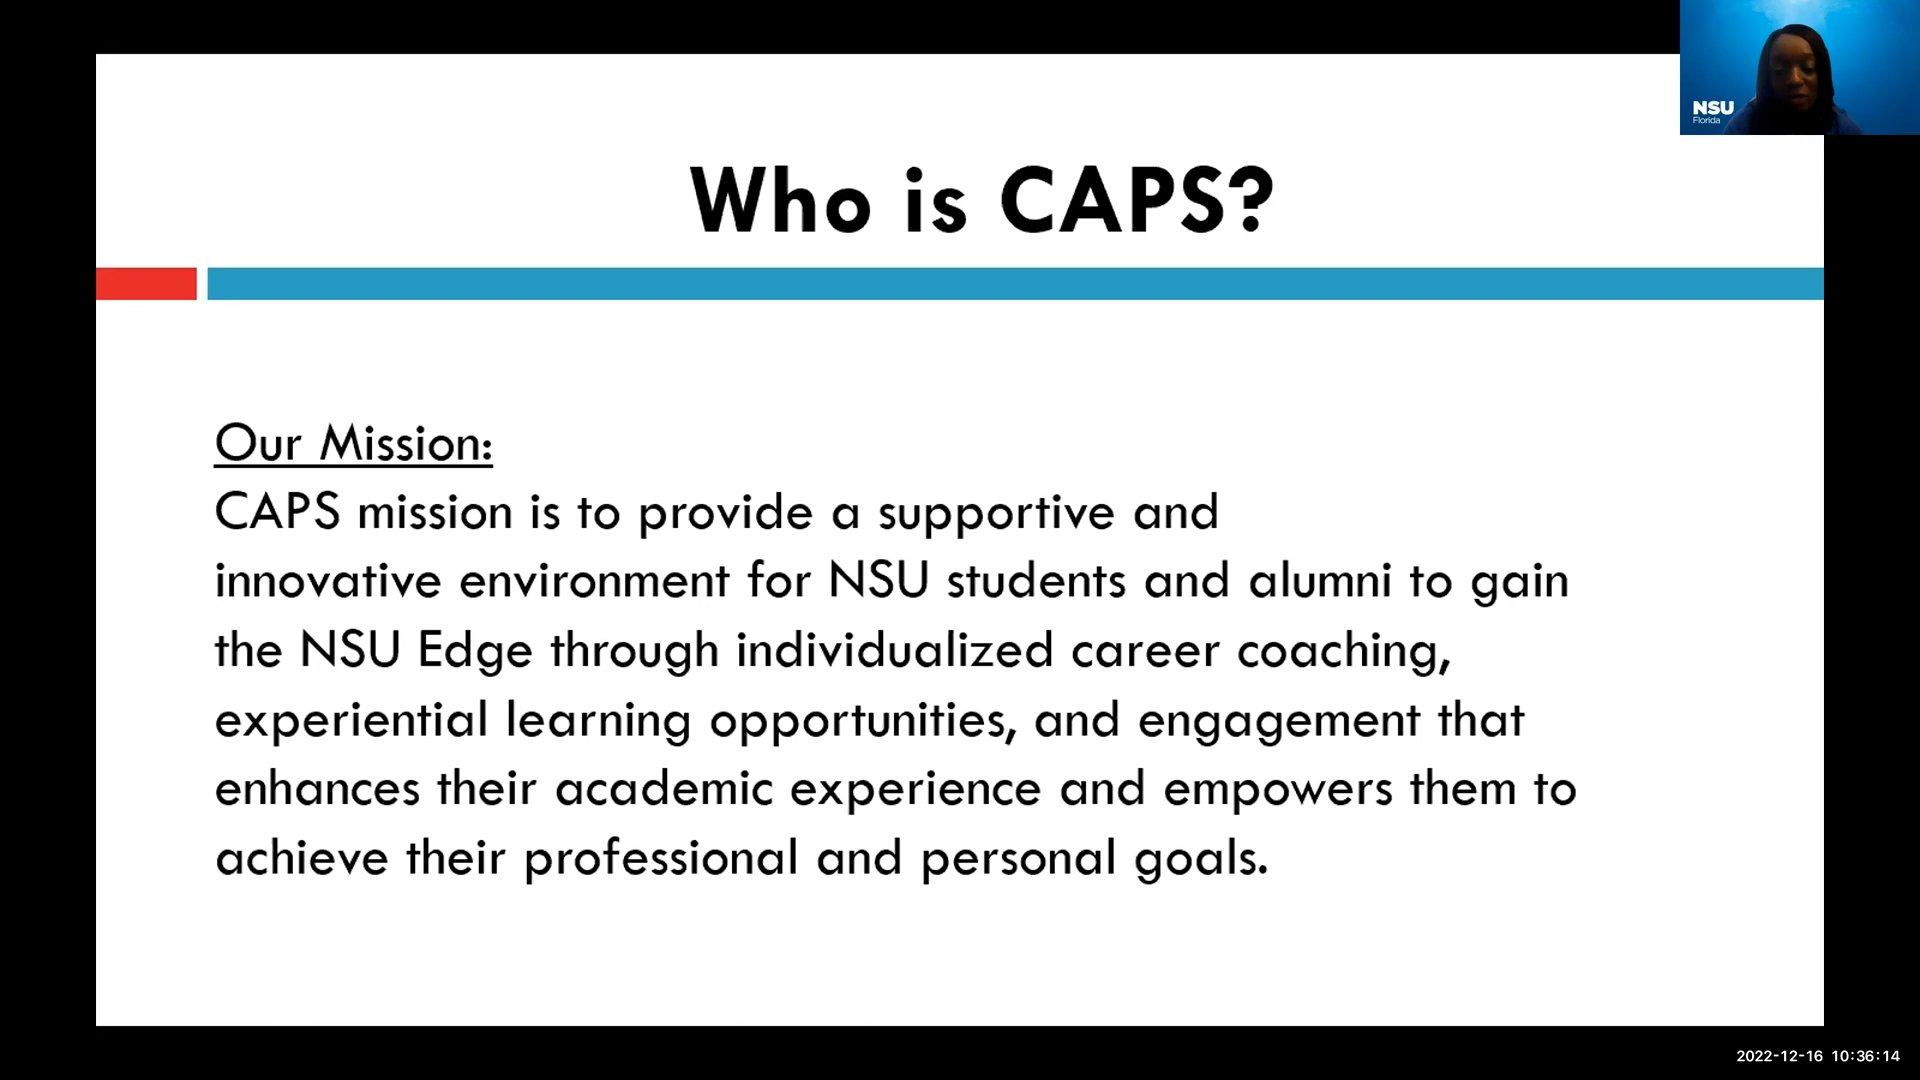 NSU
Florida
Who is CAPS?
Our Mission:
CAPS mission is to provide a supportive and
innovative environment for NSU students and alumni to gain
the NSU Edge through individualized career coaching,
experiential learning opportunities, and engagement that
enhances their academic experience and empowers them to
achieve their professional and personal goals.
2022-12-16 10:36:14